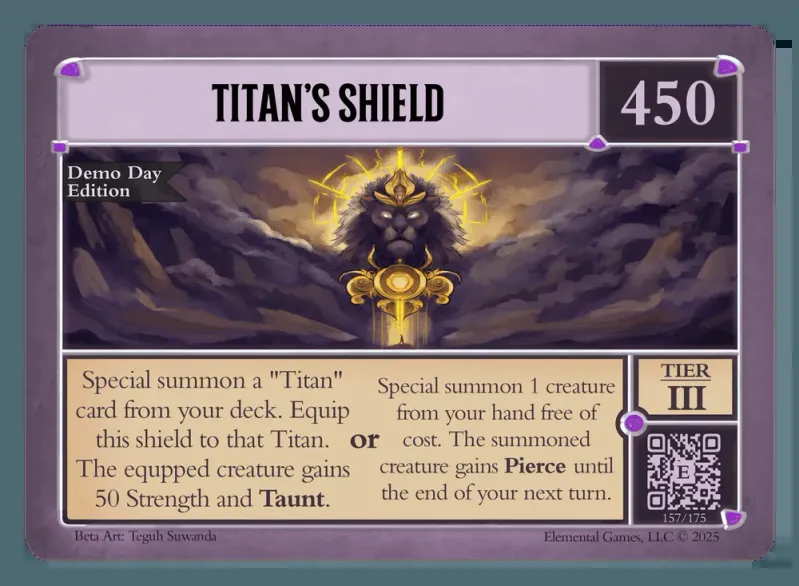 TITAN'S SHIELD
450
Demo Day
Edition
Special summon a "Titan"
card from your deck. Equip
this shield to that Titan.
The equpped creature gains
50 Strength and Taunt.
or
Special summon 1 creature
from your hand free of
cost. The summoned
creature gains Pierce until
the end of your next turn.
TIER
III
E
157/175
Beta Art: Teguh Suwanda
Elemental Games, LLC © 2025